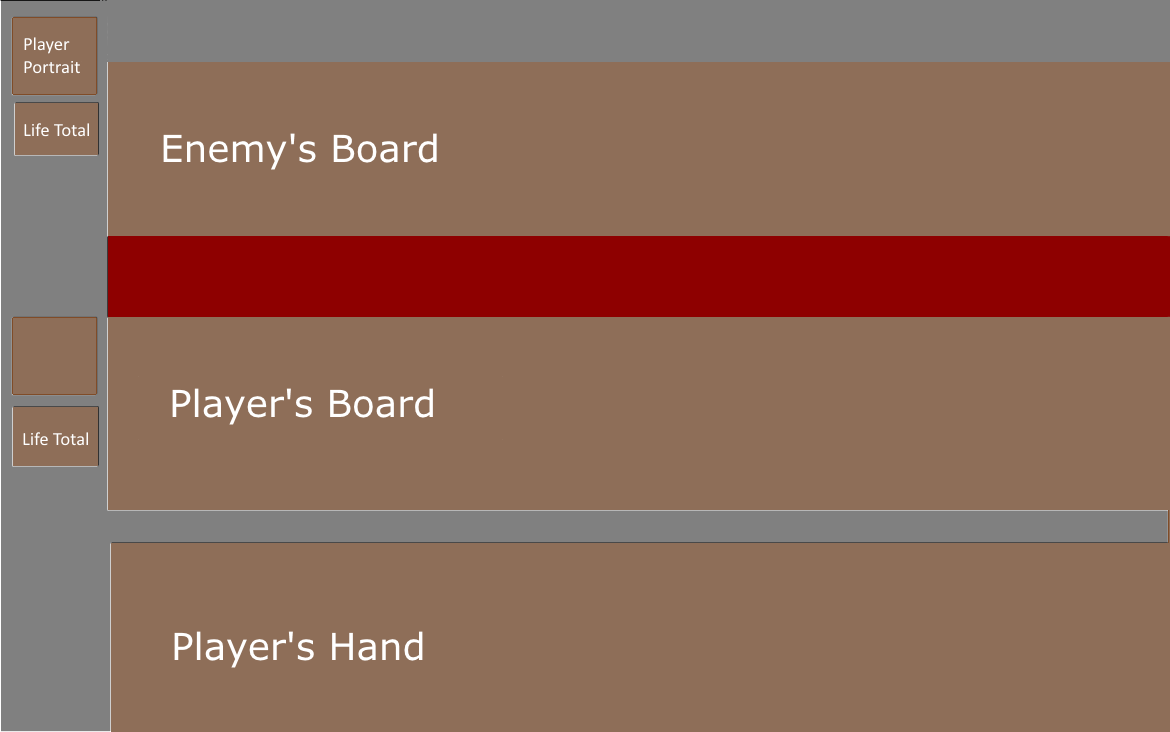 Player
Portrait
Life Total
Enemy's Board
Player's Board
Life Total
Player's Hand